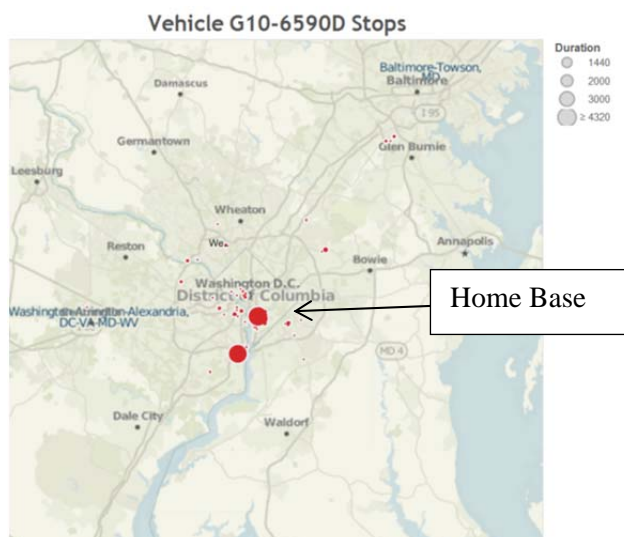 Vehicle G10-6590D Stops
Duration
1440
2000
3000
≥ 4320
Baltimore-Towson,
MD
Baltimore
Damascus
I 95
Glen Burnie
Germantown
Leesburg
Wheaton
We..
Reston
Annapolis
Bowie
Washington D.C.
District of Columbia
Home Base
Washington-Arlington-Alexandria,
DC-VA-MD-WV
MD 4
Dale City
Waldorf